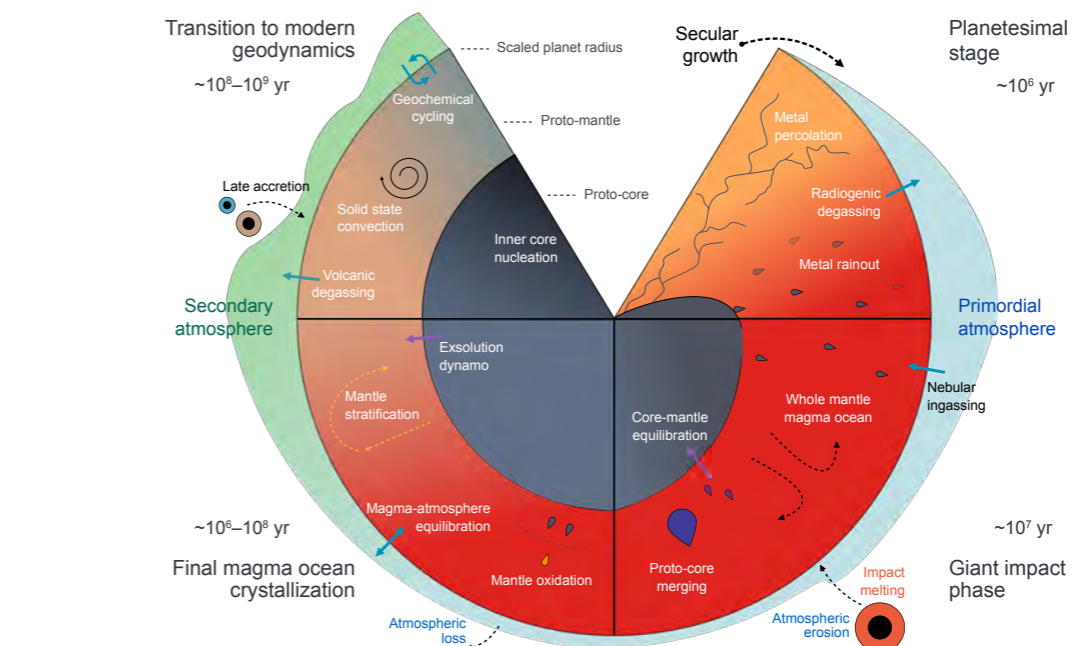 Transition to modern
geodynamics
~10⁸–10⁹ yr
Scaled planet radius
Proto-mantle
Proto-core
Secular
growth
Planetesimal
stage
~10⁶ yr
Geochemical
cycling
Late accretion
Solid state
convection
Volcanic
degassing
Inner core
nucleation
Metal
percolation
Radiogenic
degassing
Metal rainout
Secondary
atmosphere
Primordial
atmosphere
Exsolution
dynamo
Mantle
stratification
Magma-atmosphere
equilibration
Mantle oxidation
Core-mantle
equilibration
Whole mantle
magma ocean
Nebular
ingassing
Proto-core
merging
~10⁶–10⁸ yr
Final magma ocean
crystallization
Atmospheric
loss
~10⁷ yr
Giant impact
phase
Impact
melting
Atmospheric
erosion